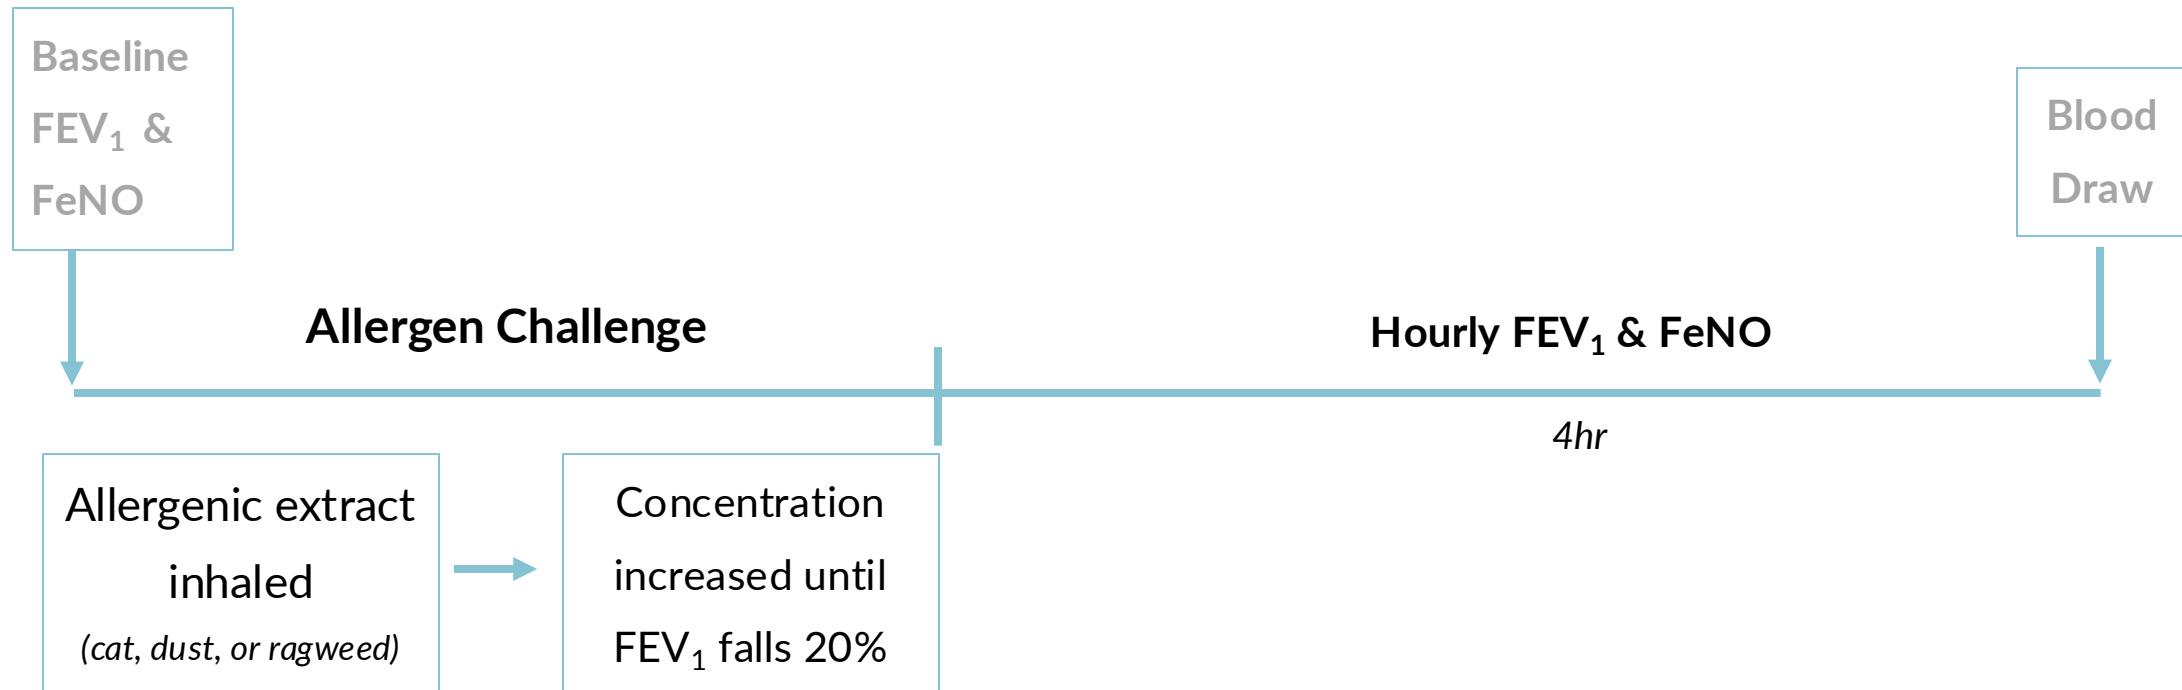 Baseline
FEV₁ &
FeNO
Blood
Draw
Allergen Challenge
Hourly FEV₁ & FeNO
4hr
Allergenic extract
inhaled
(cat, dust, or ragweed)
Concentration
increased until
FEV₁ falls 20%